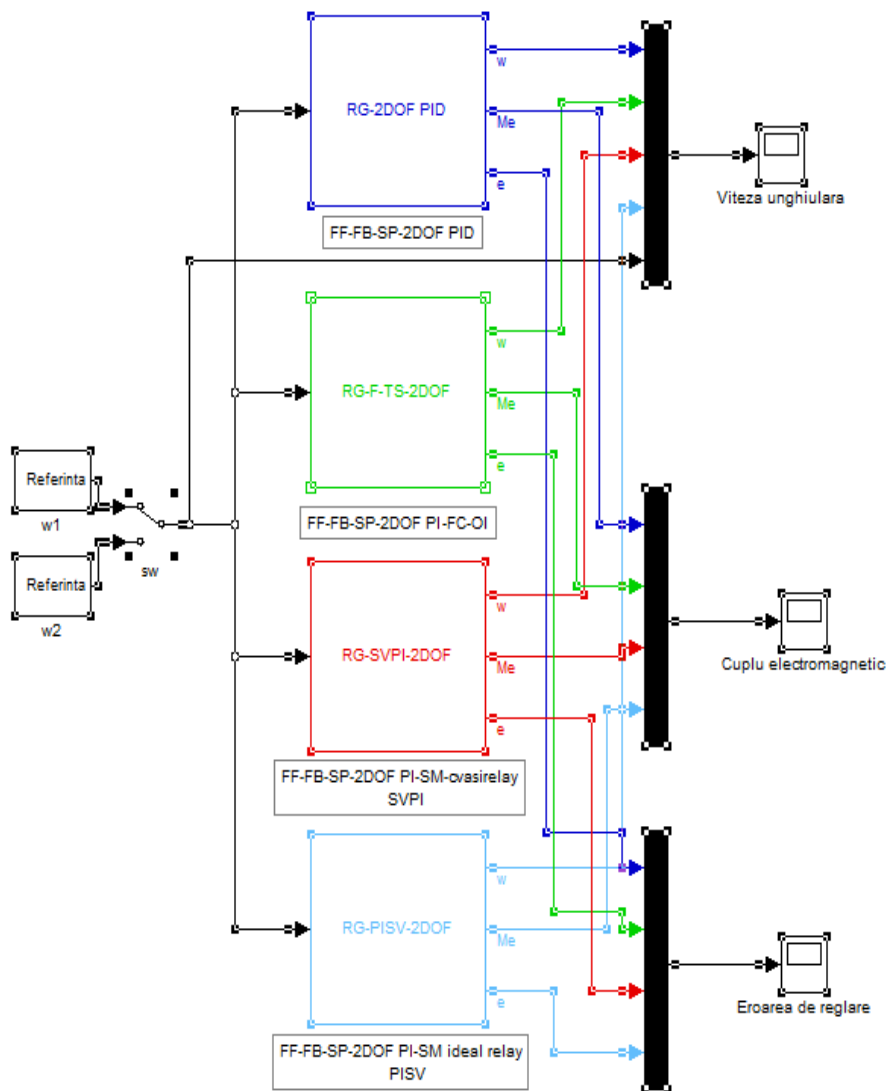 RG-2DOF PID
w
Me
e
FF-FB-SP-2DOF PID
Viteza unghiulara
RG-F-TS-2DOF
w
Me
e
FF-FB-SP-2DOF PI-FC-OI
Referinta
w1
sw
Referinta
w2
RG-SVPI-2DOF
w
Me
e
FF-FB-SP-2DOF PI-SM-cvasirelay
SVPI
Cuplu electromagnetic
RG-PISV-2DOF
w
Me
e
FF-FB-SP-2DOF PI-SM ideal relay
PISV
Eroarea de reglare